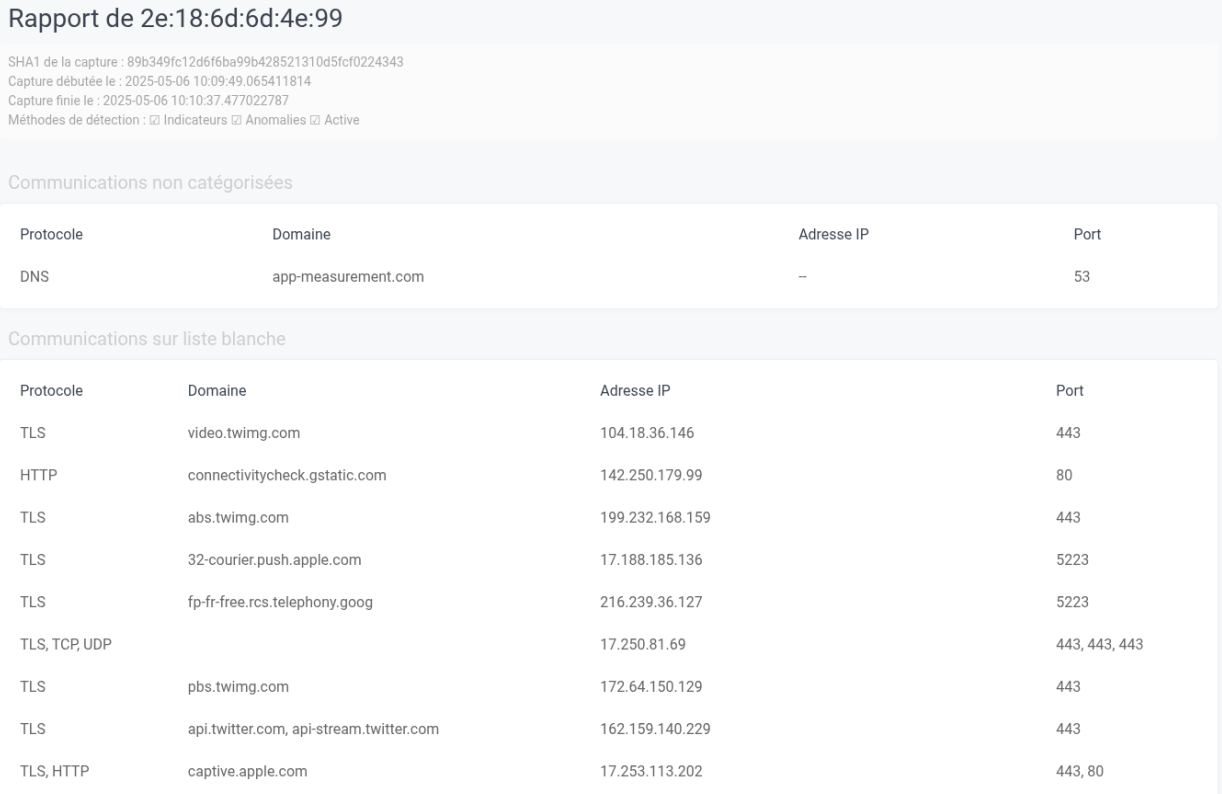 Rapport de 2e:18:6d:6d:4e:99
SHA1 de la capture : 89b349fc12d6f6ba99b428521310d5fcf0224343
Capture débutée le : 2025-05-06 10:09:49.065411814
Capture finie le : 2025-05-06 10:10:37.477022787
Méthodes de détection : ☑ Indicateurs ☑ Anomalies ☑ Active
Communications non catégorisées
Protocole Domaine Adresse IP Port
DNS app-measurement.com -- 53
Communications sur liste blanche
Protocole Domaine Adresse IP Port
TLS video.twimg.com 104.18.36.146 443
HTTP connectivitycheck.gstatic.com 142.250.179.99 80
TLS abs.twimg.com 199.232.168.159 443
TLS 32-courier.push.apple.com 17.188.185.136 5223
TLS fp-fr-free.rcs.telephony.goog 216.239.36.127 5223
TLS, TCP, UDP 17.250.81.69 443, 443, 443
TLS pbs.twimg.com 172.64.150.129 443
TLS api.twitter.com, api-stream.twitter.com 162.159.140.229 443
TLS, HTTP captive.apple.com 17.253.113.202 443, 80